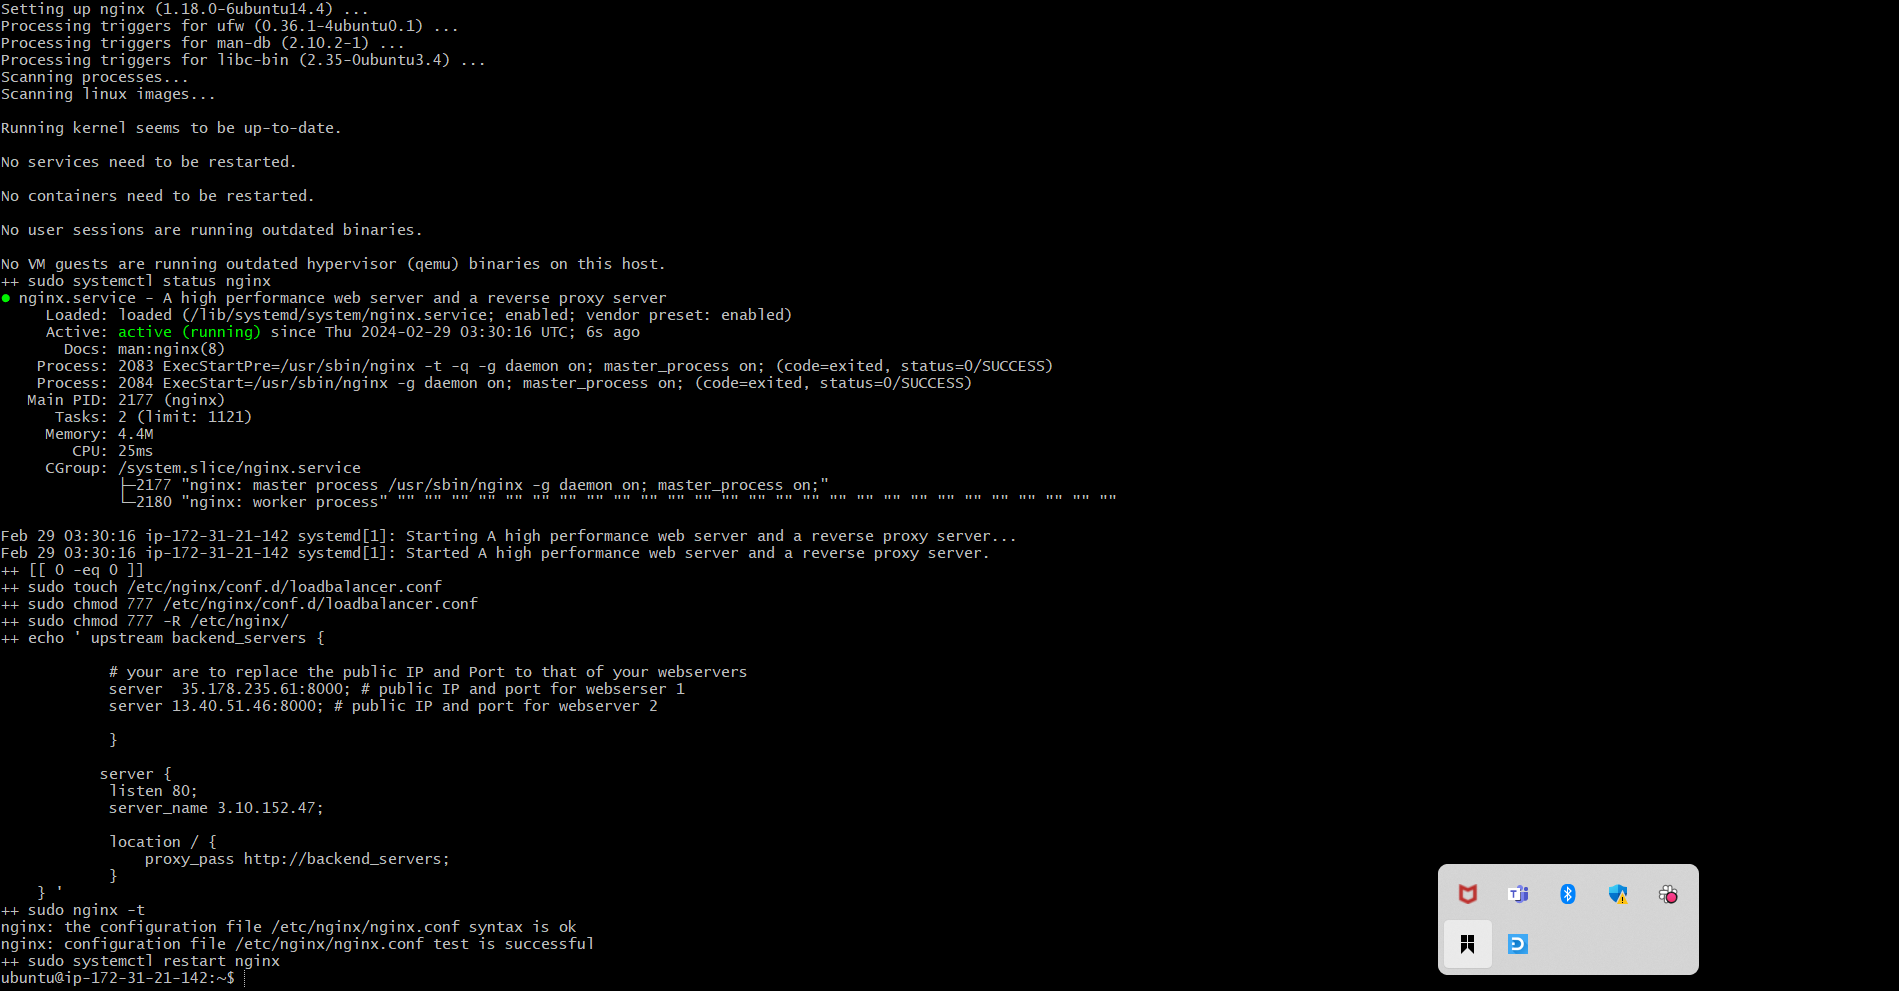 Setting up nginx (1.18.0-6ubuntu14.4) ...
Processing triggers for ufw (0.36.1-4ubuntu0.1) ...
Processing triggers for man-db (2.10.2-1) ...
Processing triggers for libc-bin (2.35-0ubuntu3.4) ...
Scanning processes...
Scanning linux images...
Running kernel seems to be up-to-date.
No services need to be restarted.
No containers need to be restarted.
No user sessions are running outdated binaries.
No VM guests are running outdated hypervisor (qemu) binaries on this host.
++ sudo systemctl status nginx
● nginx.service - A high performance web server and a reverse proxy server
Loaded: loaded (/lib/systemd/system/nginx.service; enabled; vendor preset: enabled)
Active: active (running) since Thu 2024-02-29 03:30:16 UTC; 6s ago
Docs: man:nginx(8)
Process: 2083 ExecStartPre=/usr/sbin/nginx -t -q -g daemon on; master_process on; (code=exited, status=0/SUCCESS)
Process: 2084 ExecStart=/usr/sbin/nginx -g daemon on; master_process on; (code=exited, status=0/SUCCESS)
Main PID: 2177 (nginx)
Tasks: 2 (limit: 1121)
Memory: 4.4M
CPU: 25ms
CGroup: /system.slice/nginx.service
├─2177 "nginx: master process /usr/sbin/nginx -g daemon on; master_process on;"
└─2180 "nginx: worker process" "" "" "" "" "" "" "" "" "" "" "" "" "" "" "" "" "" "" "" "" "" "" "" "" "" "" ""
Feb 29 03:30:16 ip-172-31-21-142 systemd[1]: Starting A high performance web server and a reverse proxy server...
Feb 29 03:30:16 ip-172-31-21-142 systemd[1]: Started A high performance web server and a reverse proxy server.
++ [[ 0 -eq 0 ]]
++ sudo touch /etc/nginx/conf.d/loadbalancer.conf
++ sudo chmod 777 /etc/nginx/conf.d/loadbalancer.conf
++ sudo chmod 777 -R /etc/nginx/
++ echo ' upstream backend_servers {
# your are to replace the public IP and Port to that of your webservers
server  35.178.235.61:8000; # public IP and port for webserser 1
server 13.40.51.46:8000; # public IP and port for webserver 2
}
server {
listen 80;
server_name 3.10.152.47;
location / {
proxy_pass http://backend_servers;
}
} '
++ sudo nginx -t
nginx: the configuration file /etc/nginx/nginx.conf syntax is ok
nginx: configuration file /etc/nginx/nginx.conf test is successful
++ sudo systemctl restart nginx
ubuntu@ip-172-31-21-142:~$